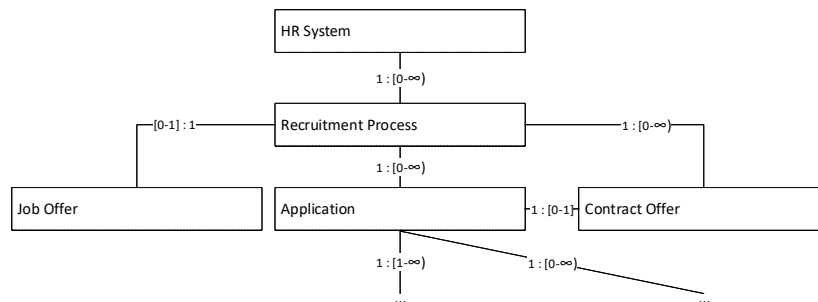 HR System
1 : [0-∞)
[0-1] : 1
Recruitment Process
1 : [0-∞)
1 : [0-∞)
Job Offer
Application
1 : [0-1]
Contract Offer
1 : [1-∞)
1 : [0-∞)
...
...